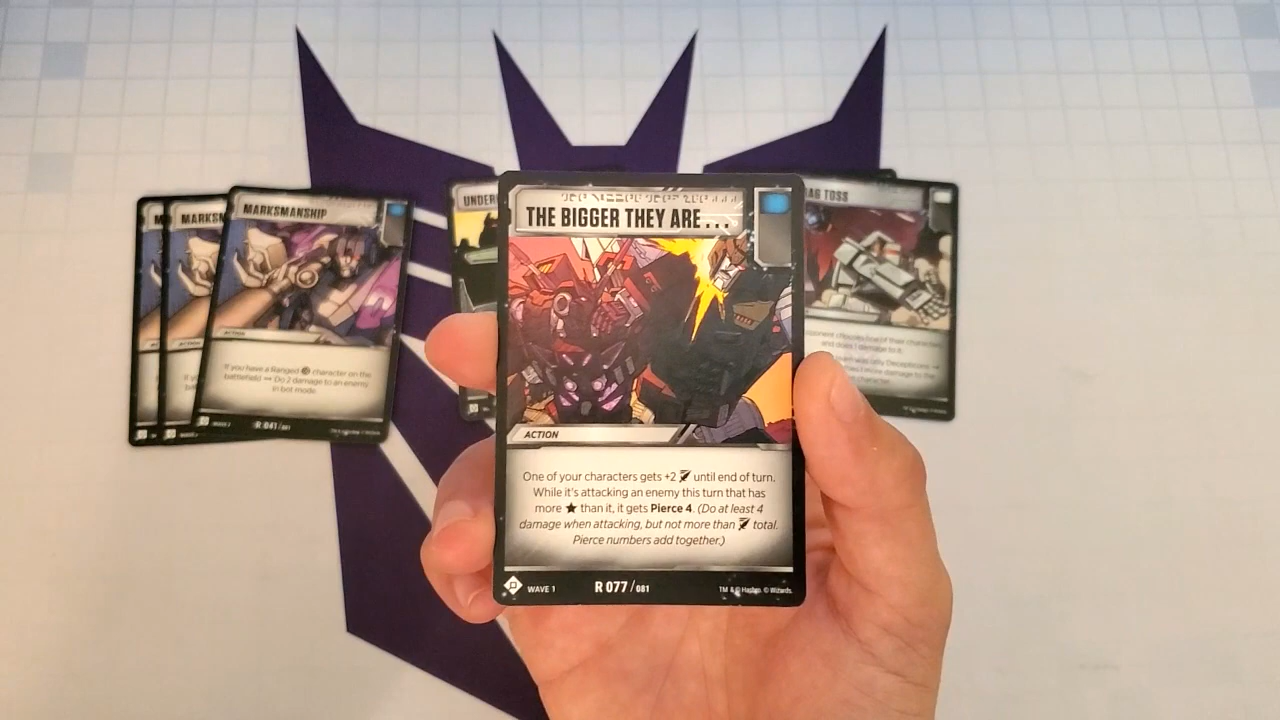 MARKSM
MARKSMANSHIP
ACTION
If you have a Ranged character on the
battlefield → Do 2 damage to an enemy
in bot mode.
R 041/081
UNDER
THE BIGGER THEY ARE . . .
ACTION
One of your characters gets +2 until end of turn.
While it's attacking an enemy this turn that has
more ★ than it, it gets Pierce 4. (Do at least 4
damage when attacking, but not more than total.
Pierce numbers add together.)
WAVE 1
R 077/081
TM & © Hasbro. © Wizards.
AG TOSS